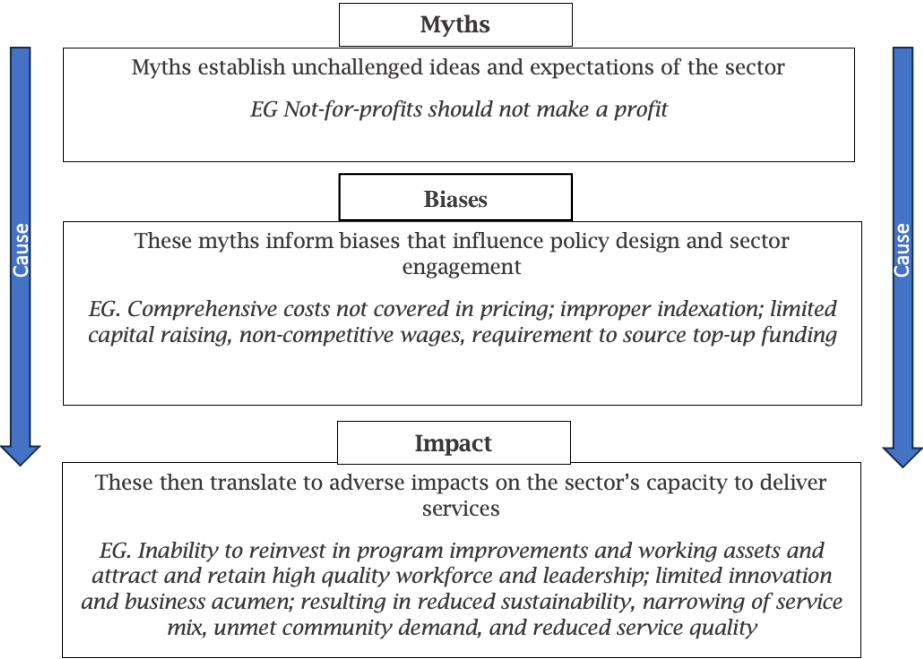 Myths
Myths establish unchallenged ideas and expectations of the sector
EG Not-for-profits should not make a profit
Cause
Cause
Biases
These myths inform biases that influence policy design and sector
engagement
EG. Comprehensive costs not covered in pricing; improper indexation; limited
capital raising, non-competitive wages, requirement to source top-up funding
Impact
These then translate to adverse impacts on the sector’s capacity to deliver
services
EG. Inability to reinvest in program improvements and working assets and
attract and retain high quality workforce and leadership; limited innovation
and business acumen; resulting in reduced sustainability, narrowing of service
mix, unmet community demand, and reduced service quality